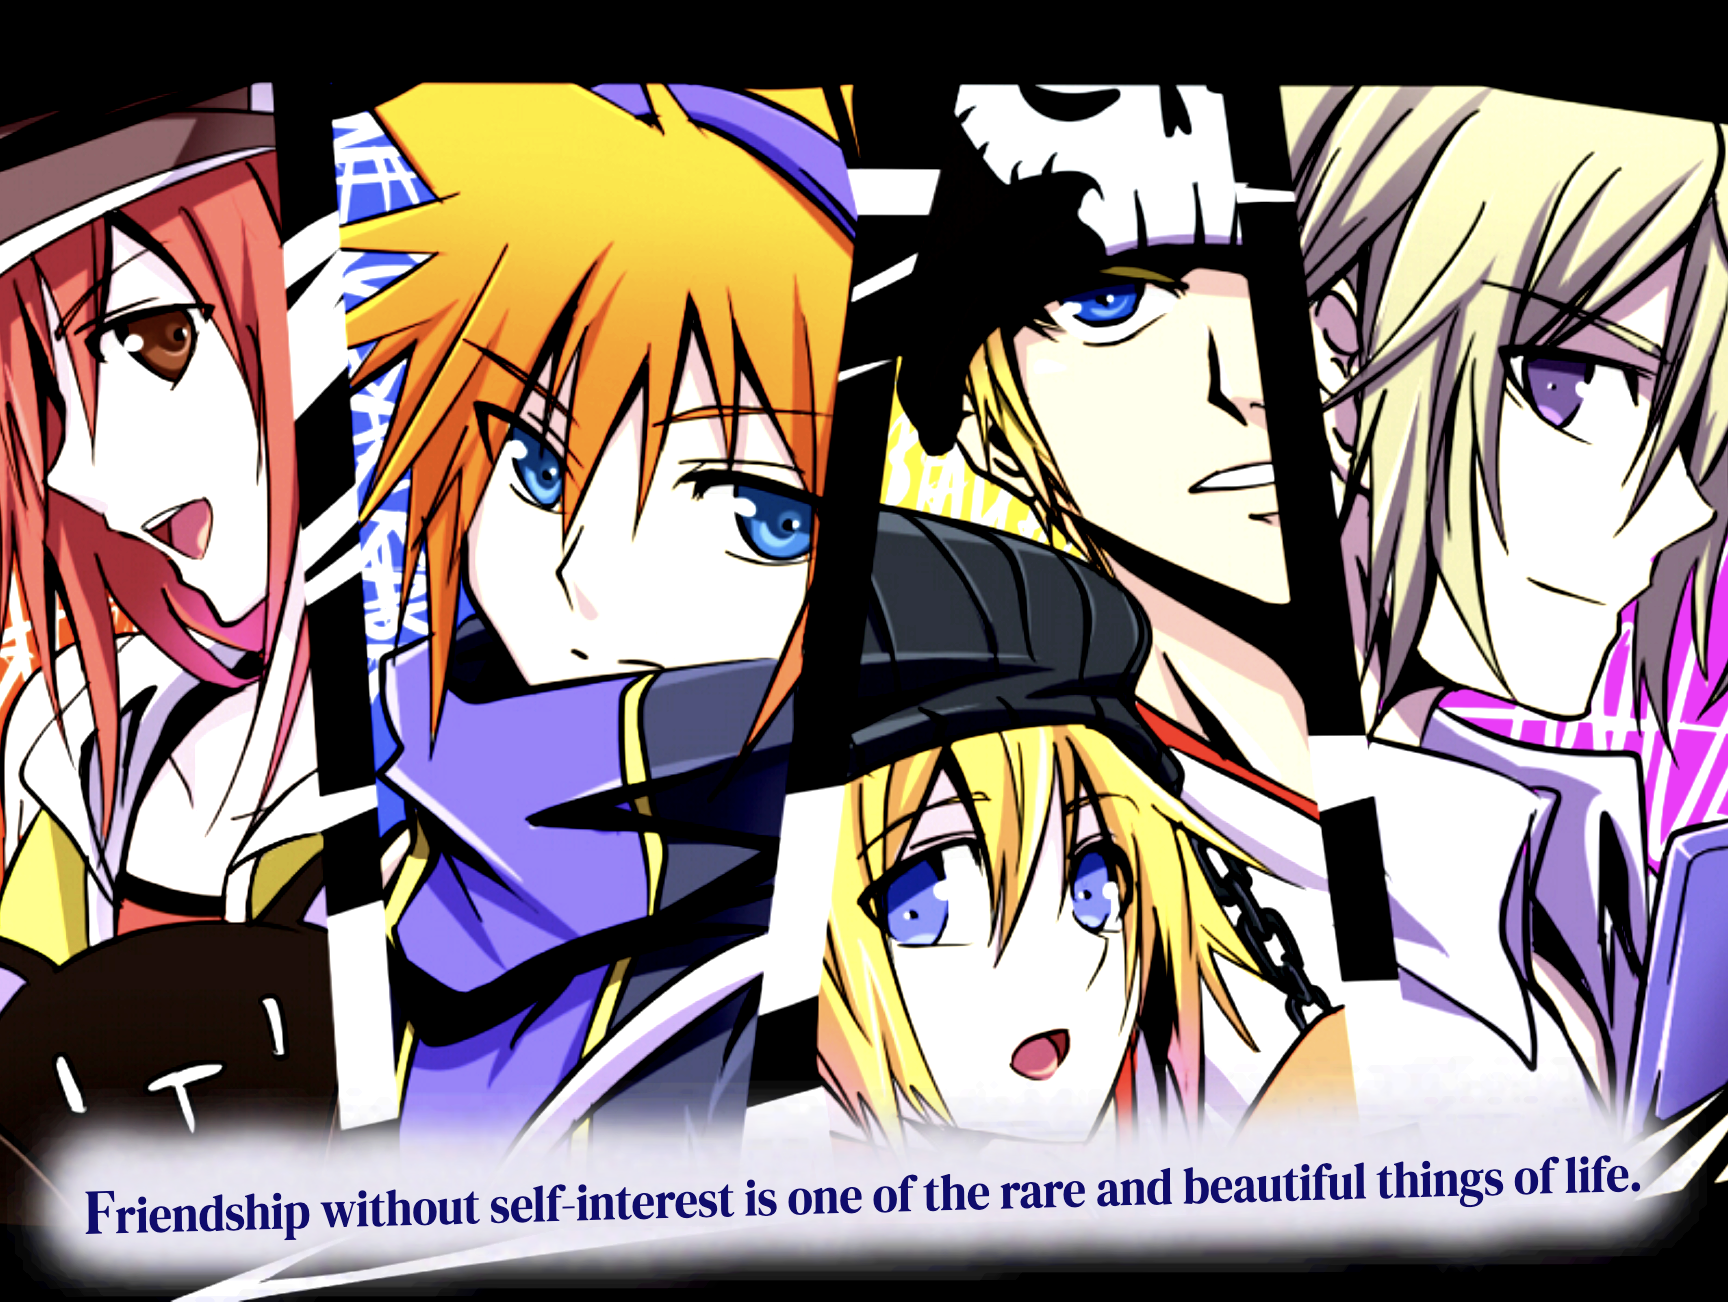 Friendship without self-interest is one of the rare and beautiful things of life.